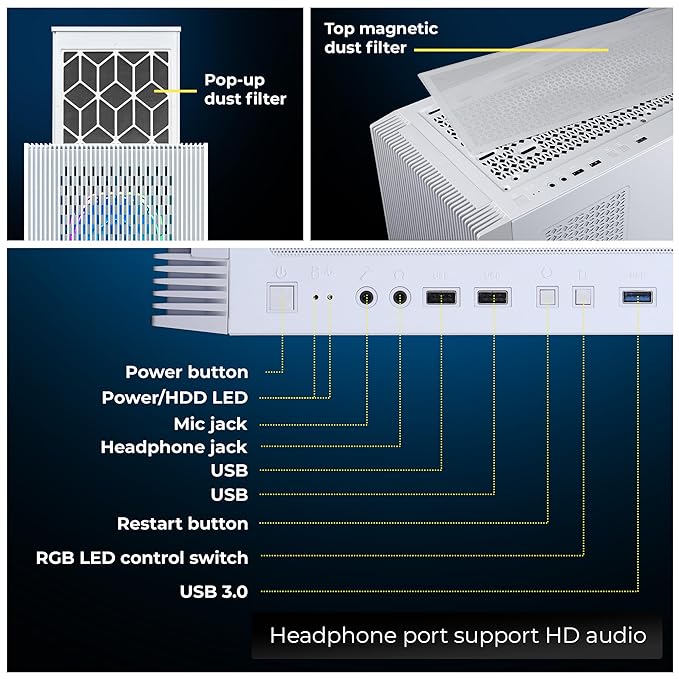 Pop-up
dust filter
Top magnetic
dust filter
Power button
Power/HDD LED
Mic jack
Headphone jack
USB
USB
Restart button
RGB LED control switch
USB 3.0
Headphone port support HD audio